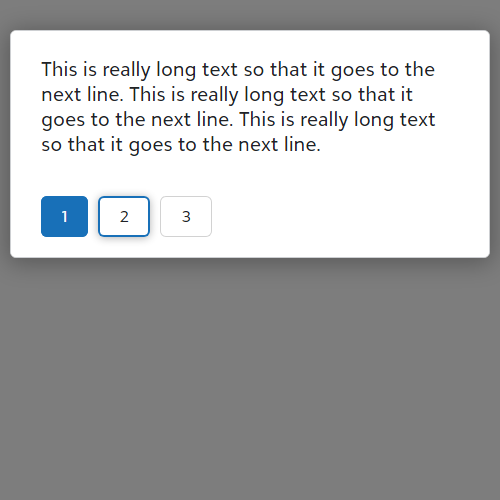 This is really long text so that it goes to the
next line. This is really long text so that it
goes to the next line. This is really long text
so that it goes to the next line.
1 2 3